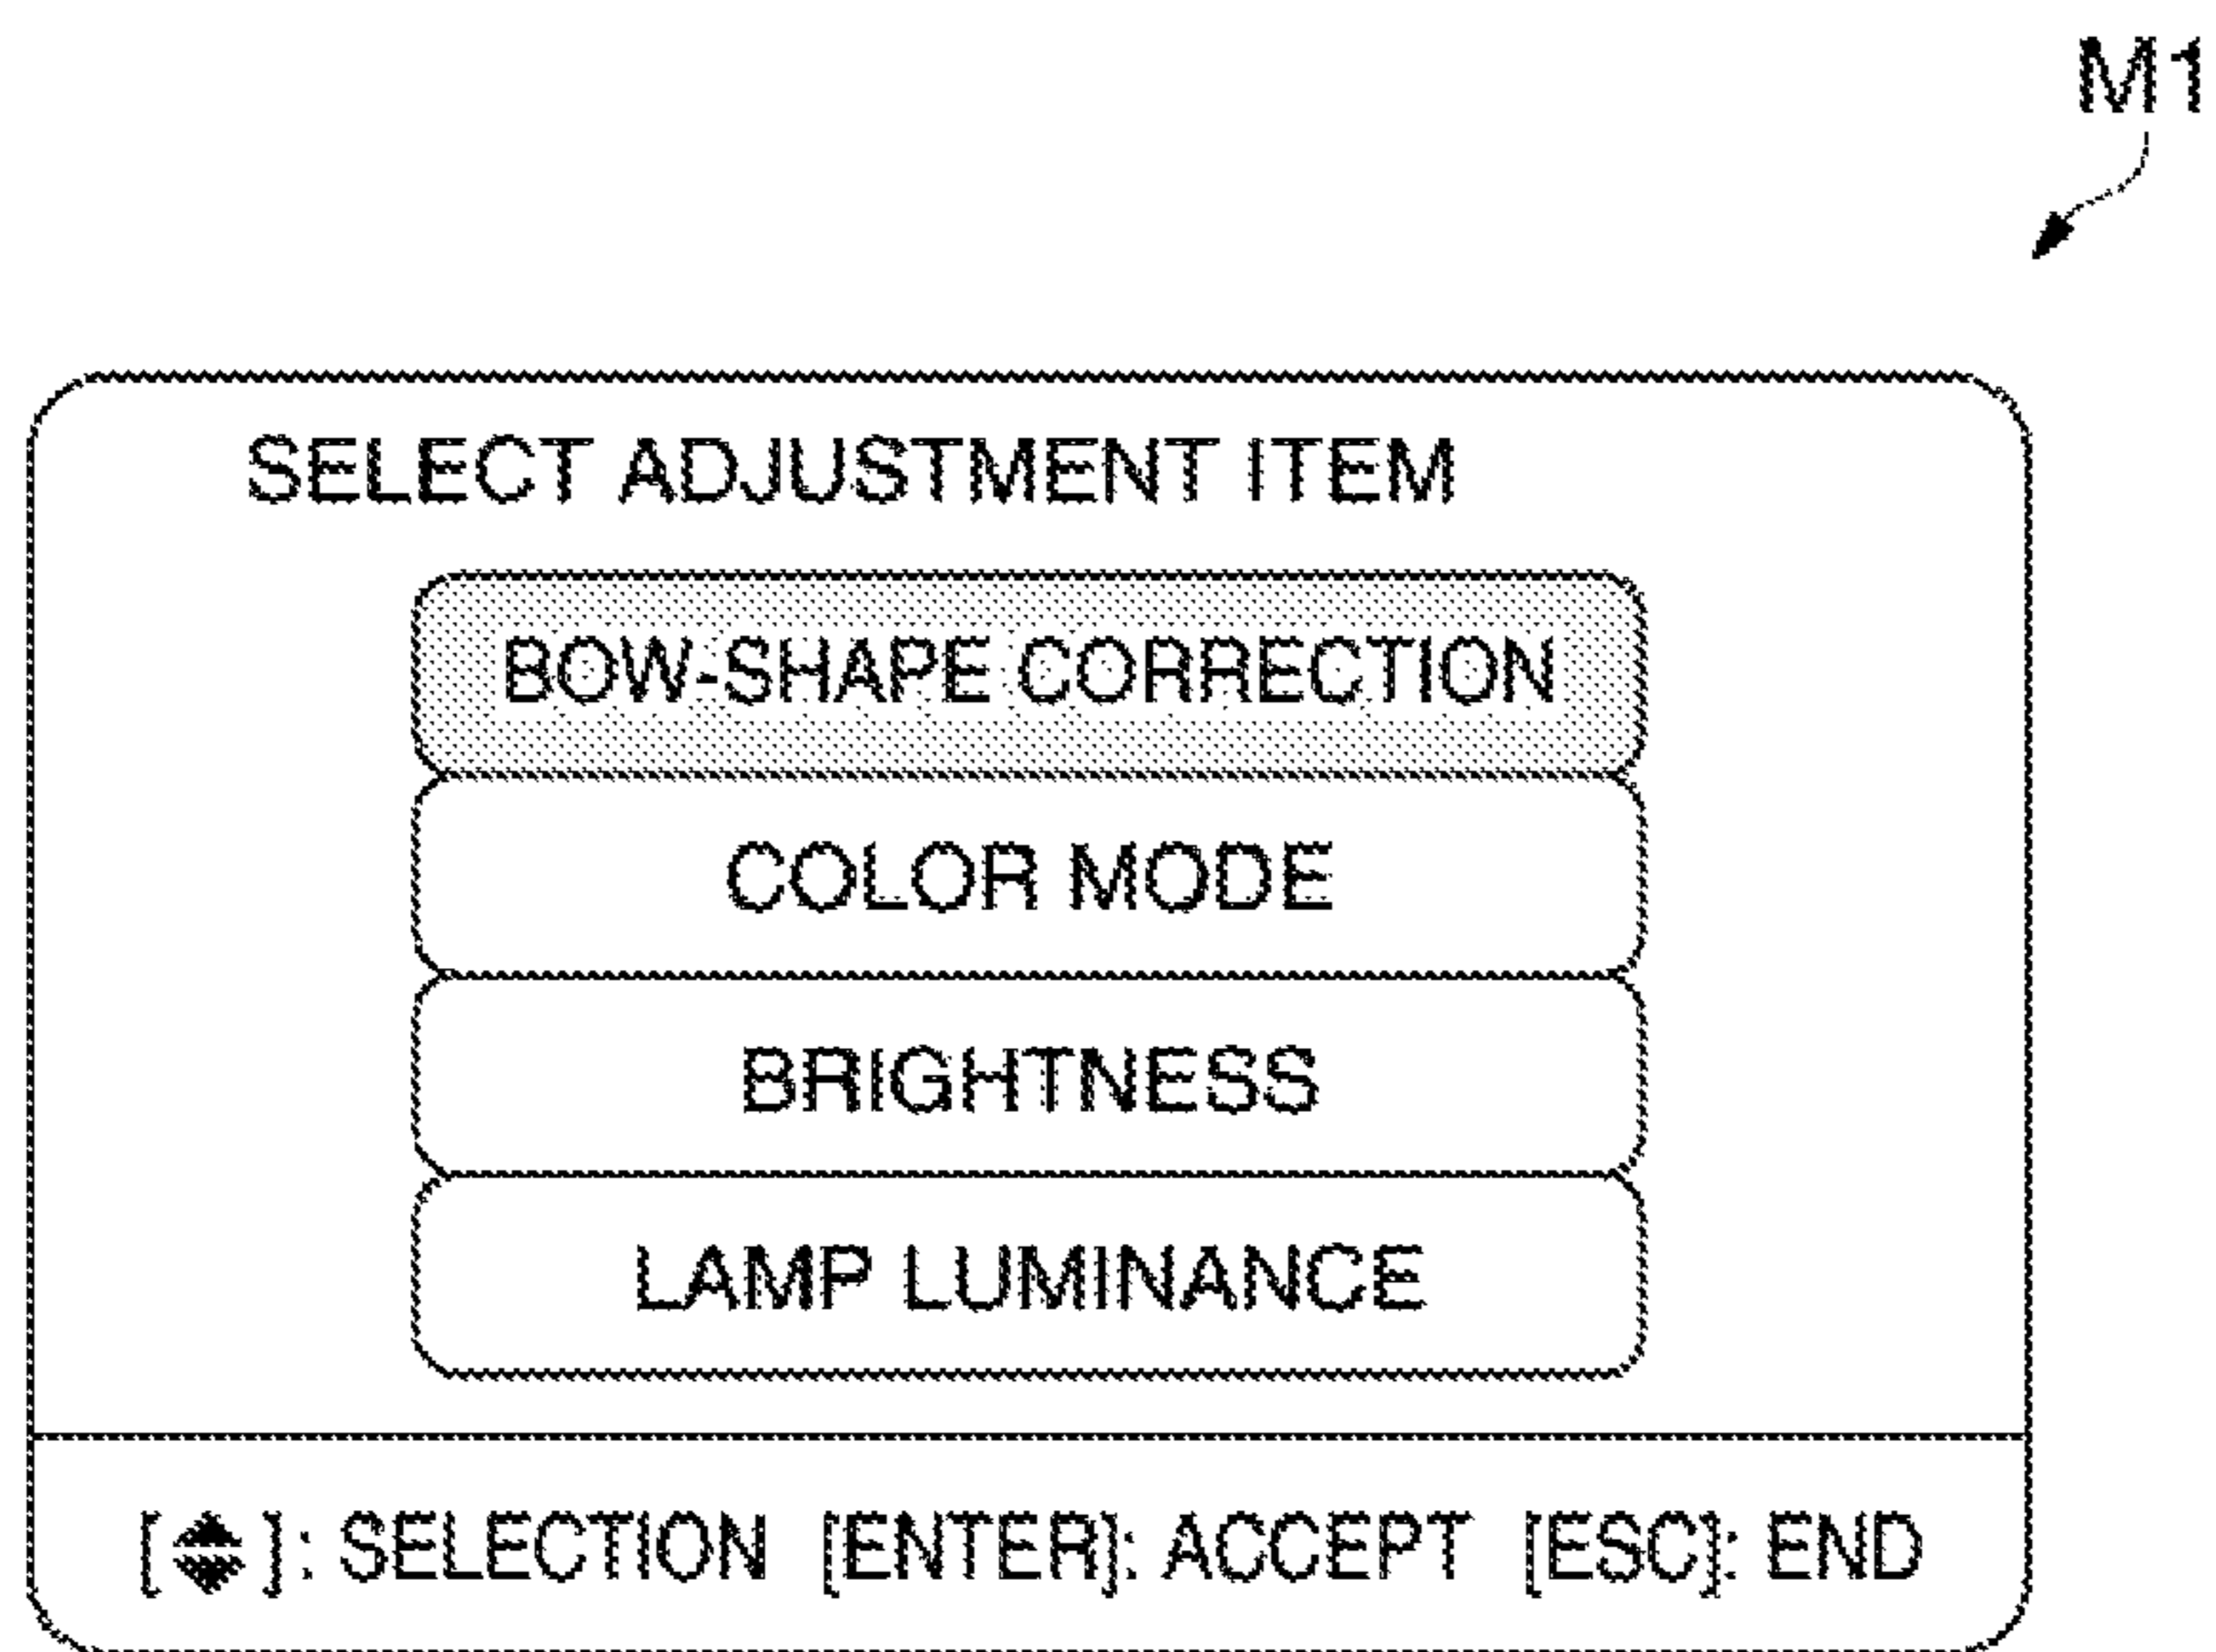 M1
SELECT ADJUSTMENT ITEM
BOW-SHAPE CORRECTION
COLOR MODE
BRIGHTNESS
LAMP LUMINANCE
[▲▼]: SELECTION [ENTER]: ACCEPT [ESC]: END